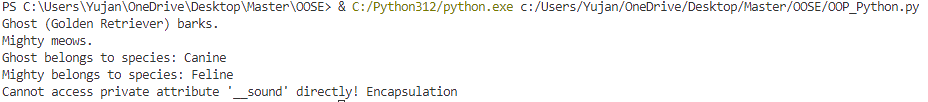 PS C:\Users\Yujan\OneDrive\Desktop\Master\OOSE> & C:/Python312/python.exe c:/Users/Yujan/OneDrive/Desktop/Master/OOSE/OOP_Python.py
Ghost (Golden Retriever) barks.
Mighty meows.
Ghost belongs to species: Canine
Mighty belongs to species: Feline
Cannot access private attribute '__sound' directly! Encapsulation